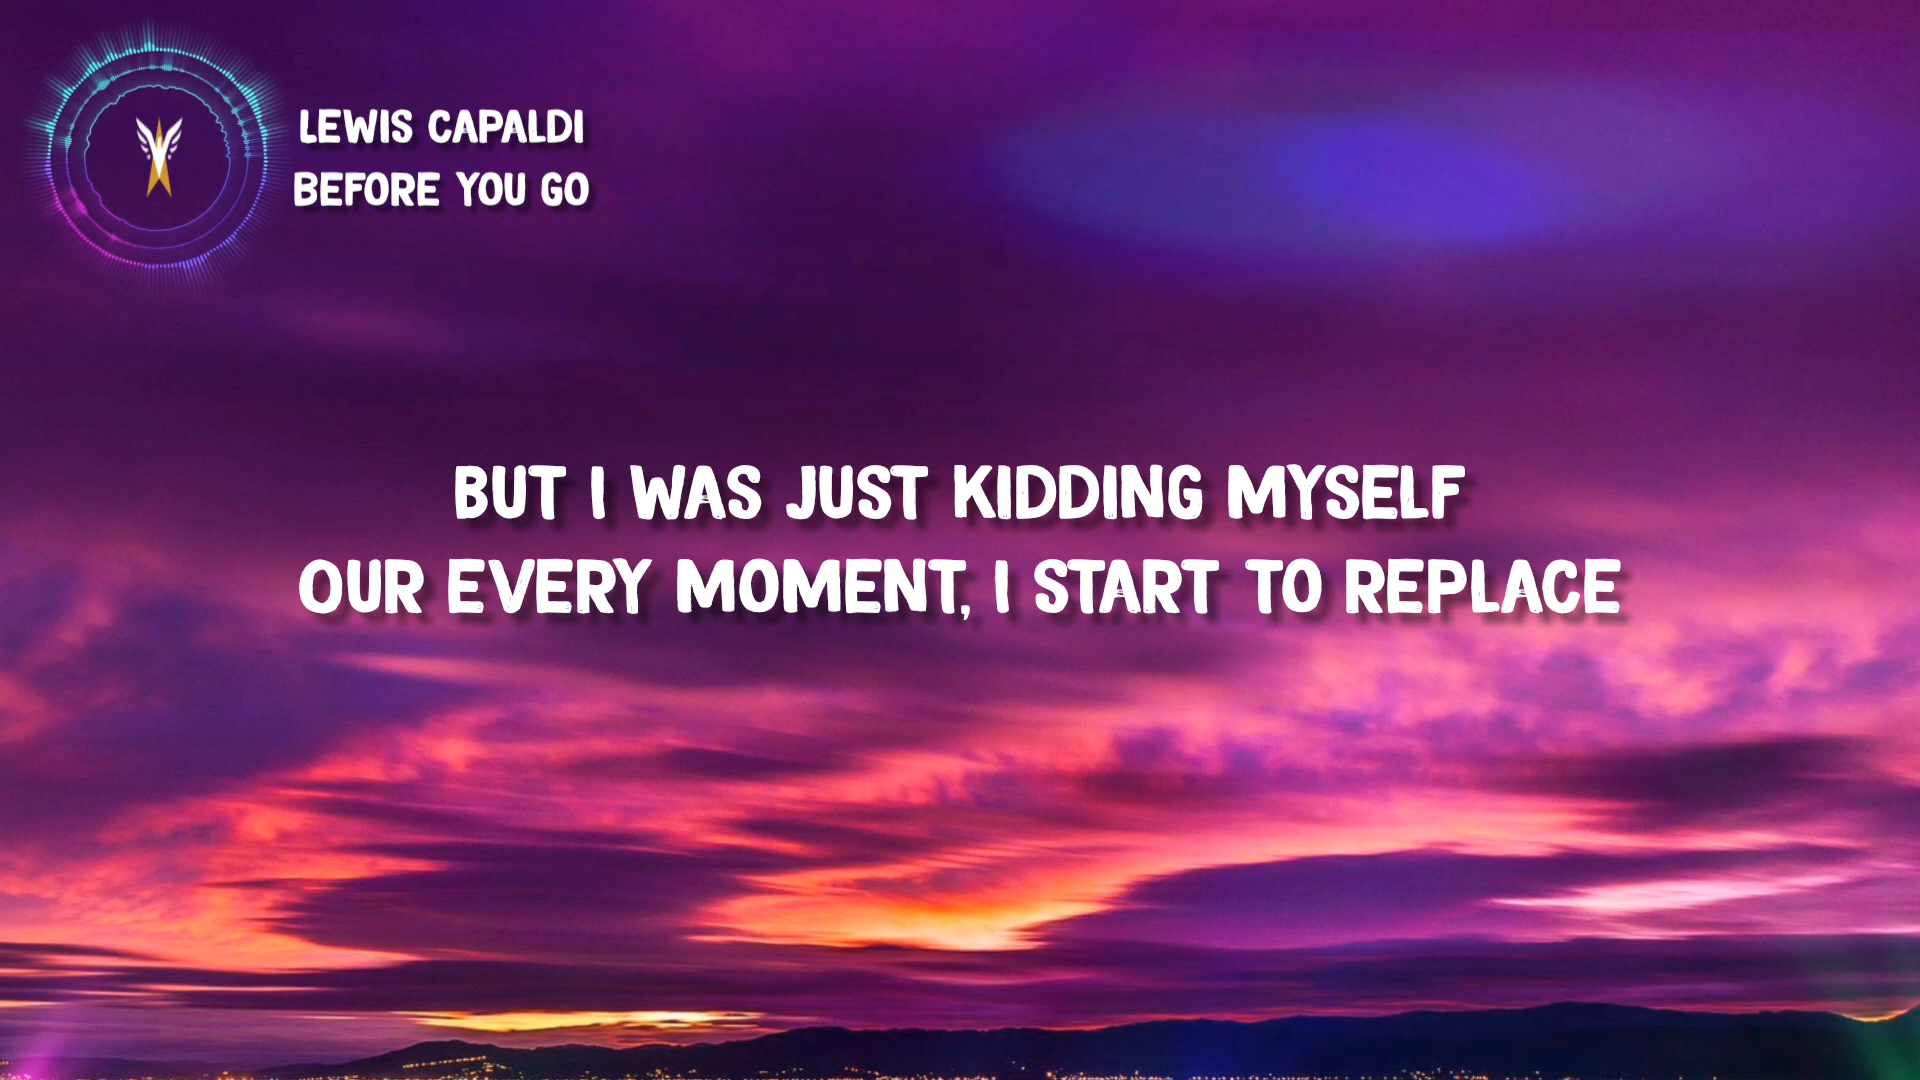 LEWIS CAPALDI
BEFORE YOU GO
BUT I WAS JUST KIDDING MYSELF
OUR EVERY MOMENT, I START TO REPLACE